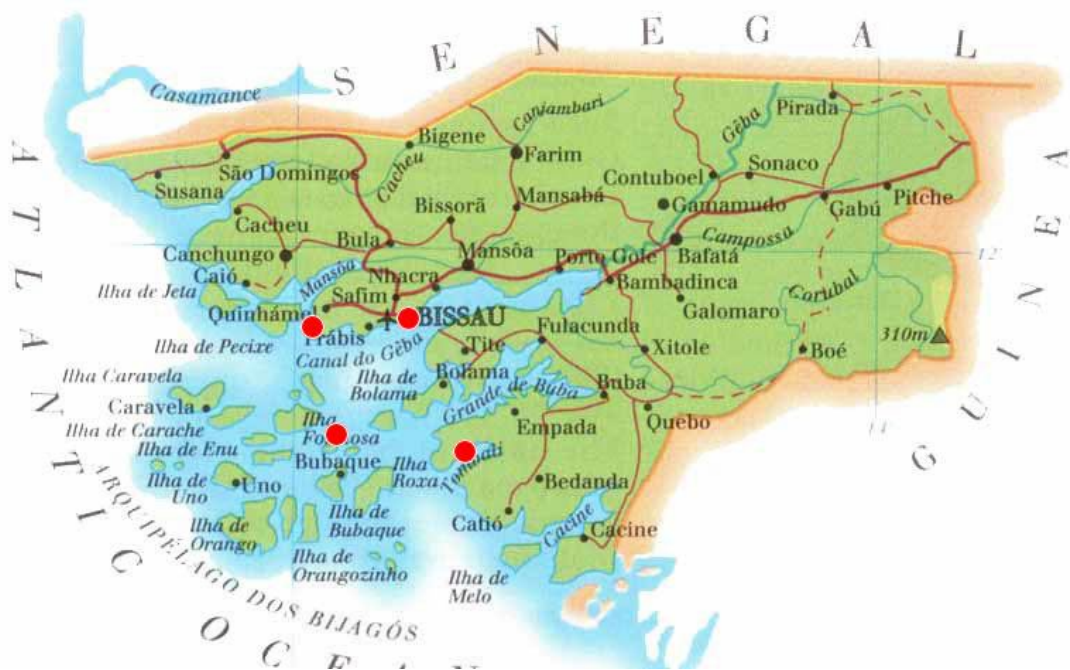 S E N E G A L
Casamance
ATLANTIC OCEAN
Pirada
Canjambari
Gêba
Bigene
Cacheu
Farim
São Domingos
Susana
Contuboel
Sonaco
Pitche
Mansabá
Gamamudo
Gabú
Cacheu
Bissorã
Campossa
Bula
Mansôa
Canchungo
Bafatá
12°
Porto Gole
Caió
Mansôa
Nhacra
Bambadinca
Corubal
Ilha de Jeta
Safim
Galomaro
Quinhámel
BISSAU
Fulacunda
310m
Ilha de Pecixe
Canal do Gêba
Tite
Xitole
Boé
Ilha Caravela
Ilha de
Bolama
Bolama
Grande de Buba
Buba
Caravela
Quebo
Ilha de Carache
Ilha
Empada
Ilha de Enu
Bubaque
Ilha
Roxa
Ilha de
Uno
Uno
Bedanda
Ilha de
Bubaque
Catió
Cacine
Cacine
Ilha de
Orango
Ilha de
Orangozinho
Ilha de
Melo
ARQUIPÉLAGO DOS BIJAGÓS
GUINEA